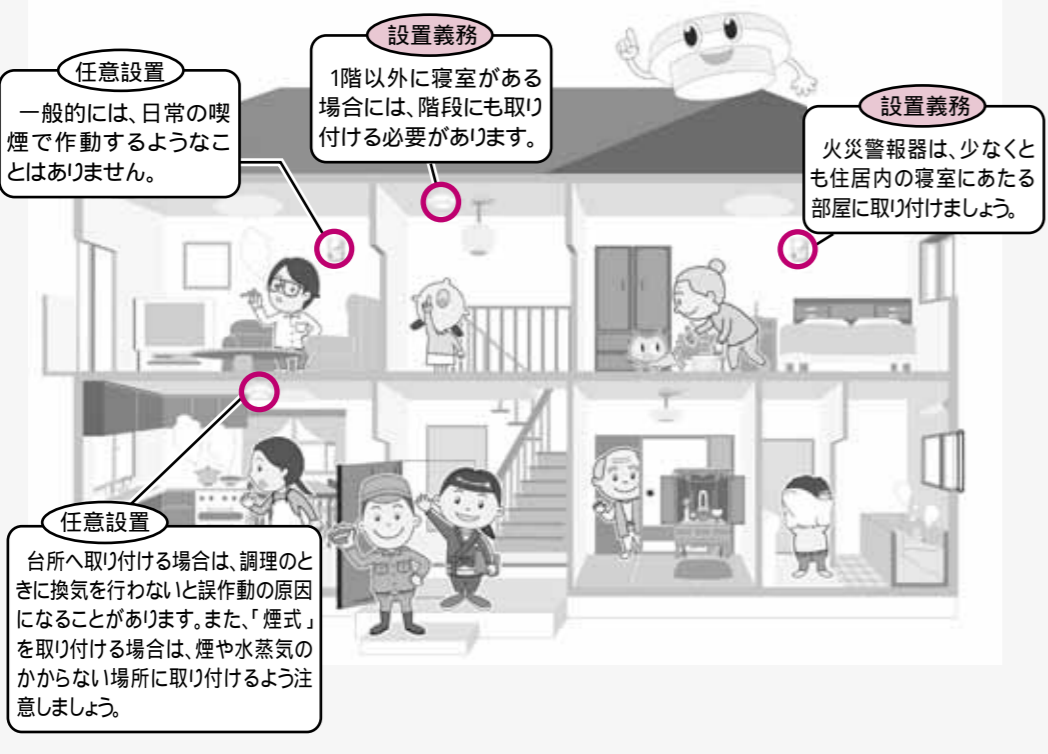 任意設置
一般的には、日常の喫
煙で作動するようなこ
とはありません。
設置義務
1階以外に寝室がある
場合には、階段にも取り
付ける必要があります。
設置義務
火災警報器は、少なくと
も住居内の寝室にあたる
部屋に取り付けましょう。
任意設置
台所へ取り付ける場合は、調理のと
きに換気を行わないと誤作動の原因
になることがあります。また、「煙式」
を取り付ける場合は、煙や水蒸気の
かからない場所に取り付けるよう注
意しましょう。